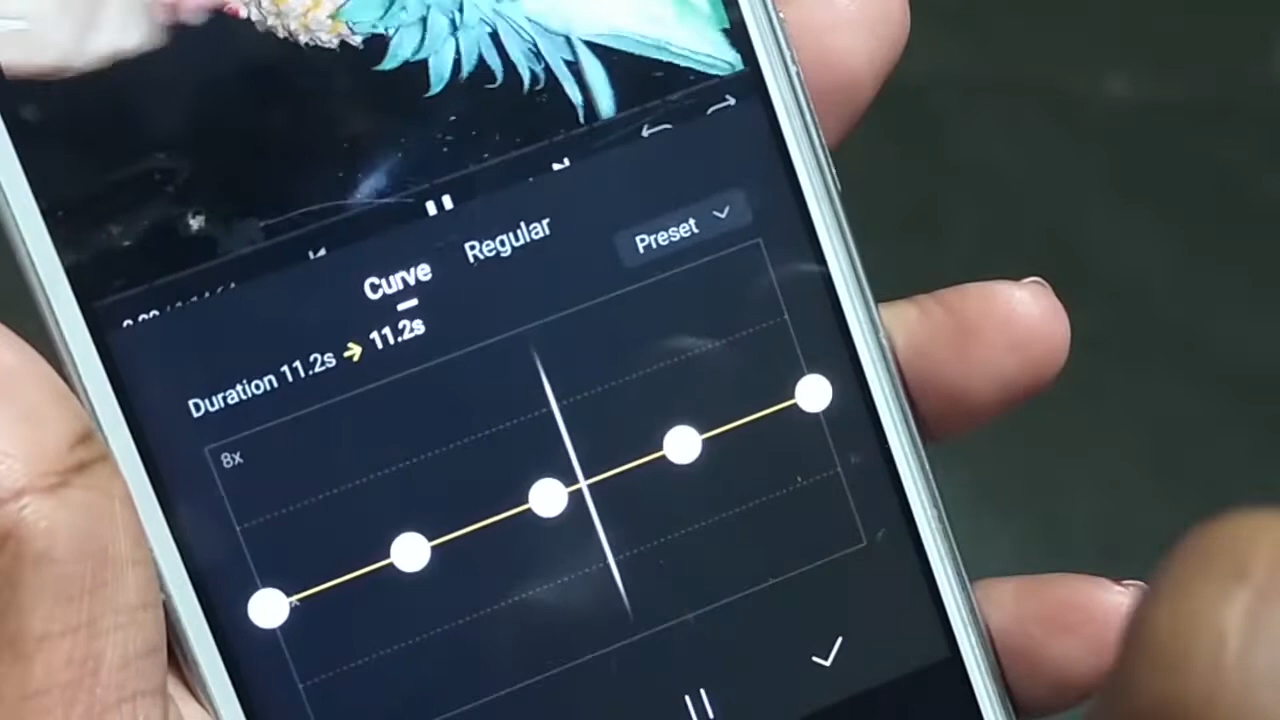 Curve
Regular
Preset
Duration 11.2s → 11.2s
8x